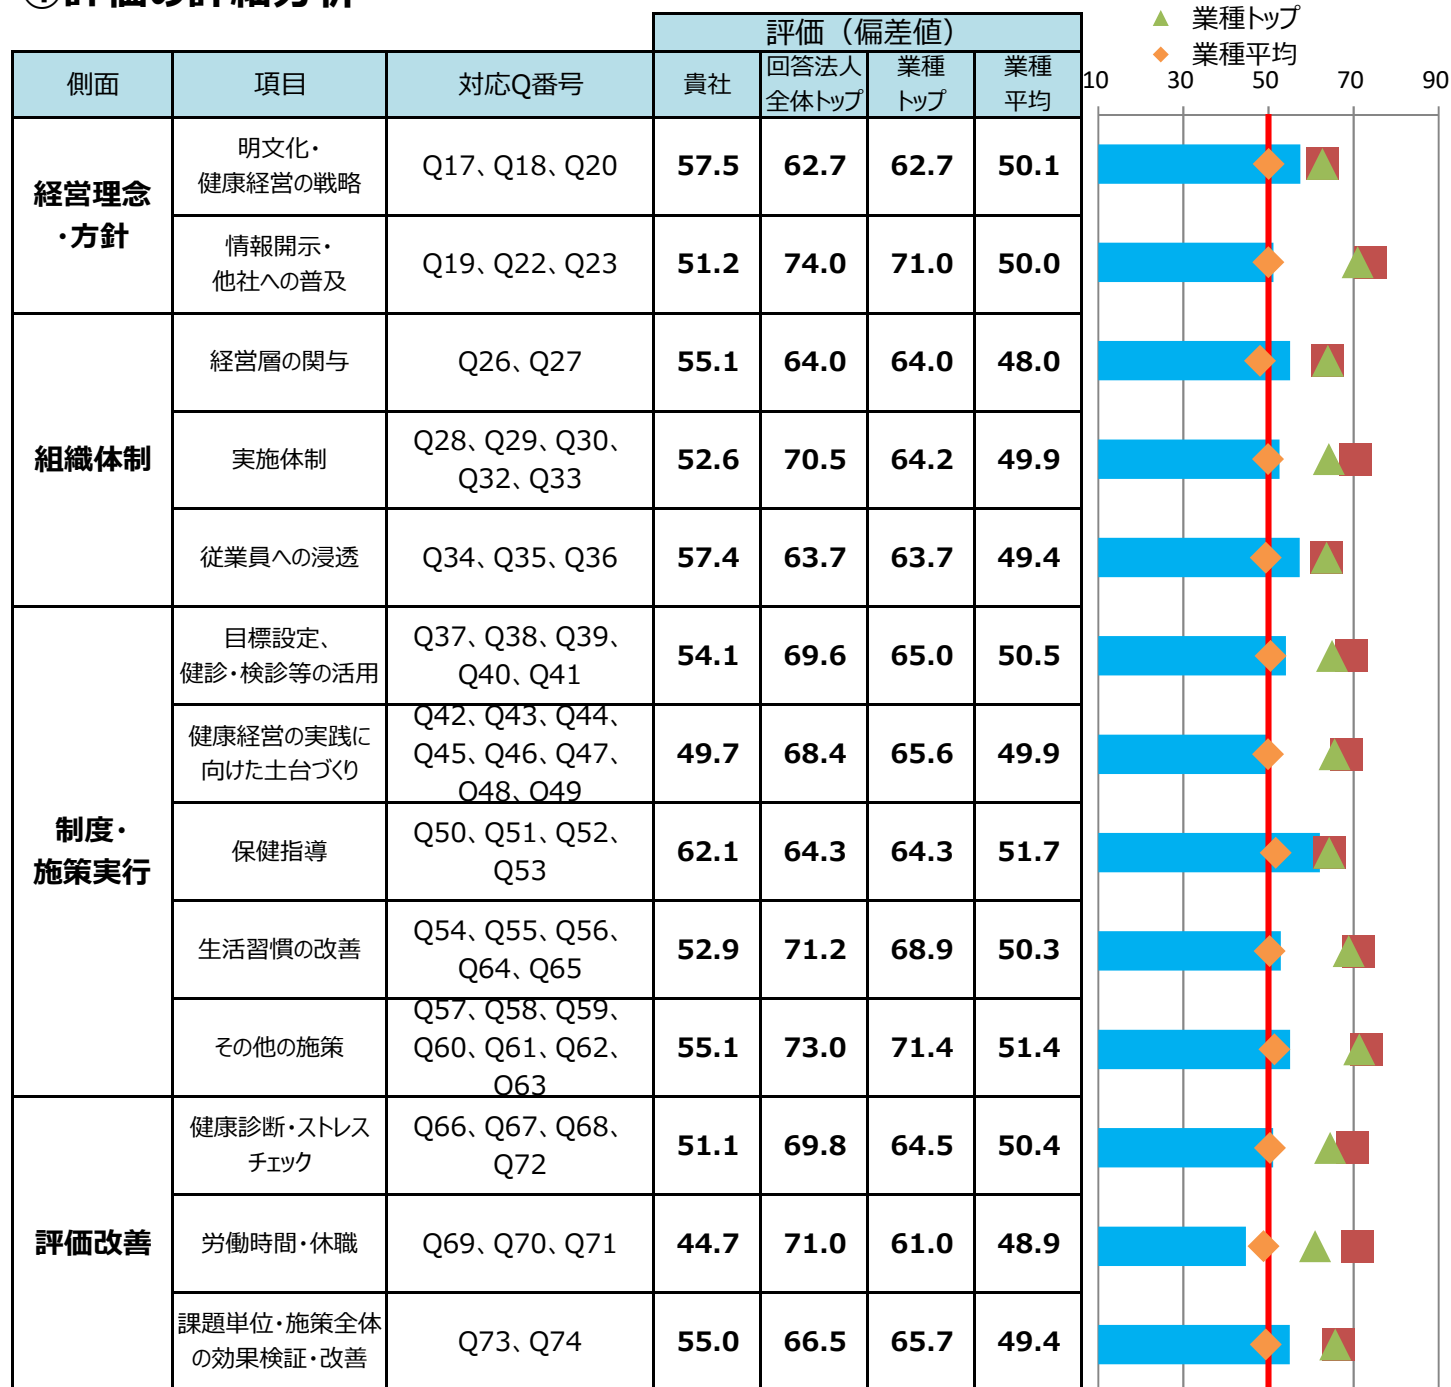 ①評価の詳細分析
▲ 業種トップ
◆ 業種平均
評価（偏差値）
側面 項目 対応Q番号 貴社 回答法人 業種 業種
全体トップ トップ 平均
10 30 50 70 90
経営理念
・方針
明文化・
健康経営の戦略
Q17、Q18、Q20 57.5 62.7 62.7 50.1
情報開示・
他社への普及
Q19、Q22、Q23 51.2 74.0 71.0 50.0
組織体制
経営層の関与 Q26、Q27 55.1 64.0 64.0 48.0
実施体制
Q28、Q29、Q30、
Q32、Q33
52.6 70.5 64.2 49.9
従業員への浸透 Q34、Q35、Q36 57.4 63.7 63.7 49.4
制度・
施策実行
目標設定、
健診・検診等の活用
Q37、Q38、Q39、
Q40、Q41
54.1 69.6 65.0 50.5
健康経営の実践に
向けた土台づくり
Q42、Q43、Q44、
Q45、Q46、Q47、
Q48、Q49
49.7 68.4 65.6 49.9
保健指導
Q50、Q51、Q52、
Q53
62.1 64.3 64.3 51.7
生活習慣の改善
Q54、Q55、Q56、
Q64、Q65
52.9 71.2 68.9 50.3
その他の施策
Q57、Q58、Q59、
Q60、Q61、Q62、
Q63
55.1 73.0 71.4 51.4
評価改善
健康診断・ストレス
チェック
Q66、Q67、Q68、
Q72
51.1 69.8 64.5 50.4
労働時間・休職 Q69、Q70、Q71 44.7 71.0 61.0 48.9
課題単位・施策全体
の効果検証・改善
Q73、Q74 55.0 66.5 65.7 49.4